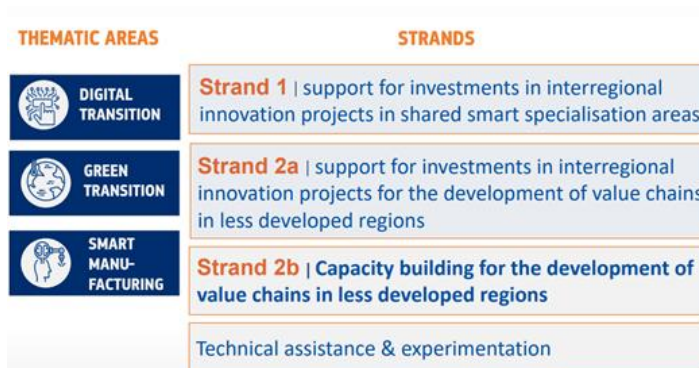 THEMATIC AREAS
STRANDS
DIGITAL
TRANSITION
Strand 1 | support for investments in interregional
innovation projects in shared smart specialisation areas
GREEN
TRANSITION
Strand 2a | support for investments in interregional
innovation projects for the development of value chains
in less developed regions
SMART
MANU-
FACTURING
Strand 2b | Capacity building for the development of
value chains in less developed regions
Technical assistance & experimentation